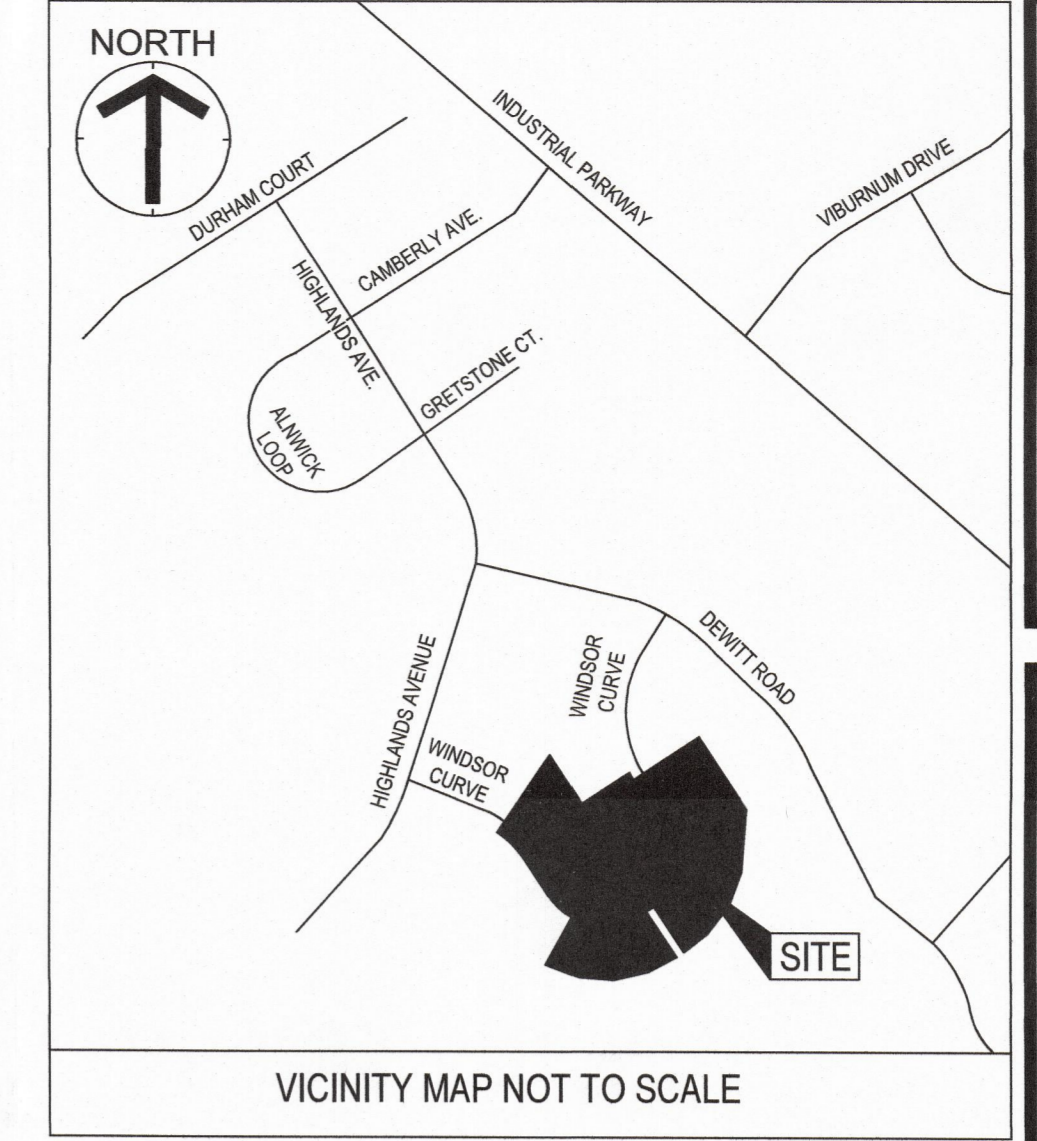 NORTH
INDUSTRIAL PARKWAY
VIBURNUM DRIVE
DURHAM COURT
CAMBERLY AVE.
HIGHLANDS AVE.
GRETSTONE CT.
ALNWICK
LOOP
DEWITT ROAD
WINDSOR
CURVE
HIGHLANDS AVENUE
WINDSOR
CURVE
SITE
VICINITY MAP NOT TO SCALE